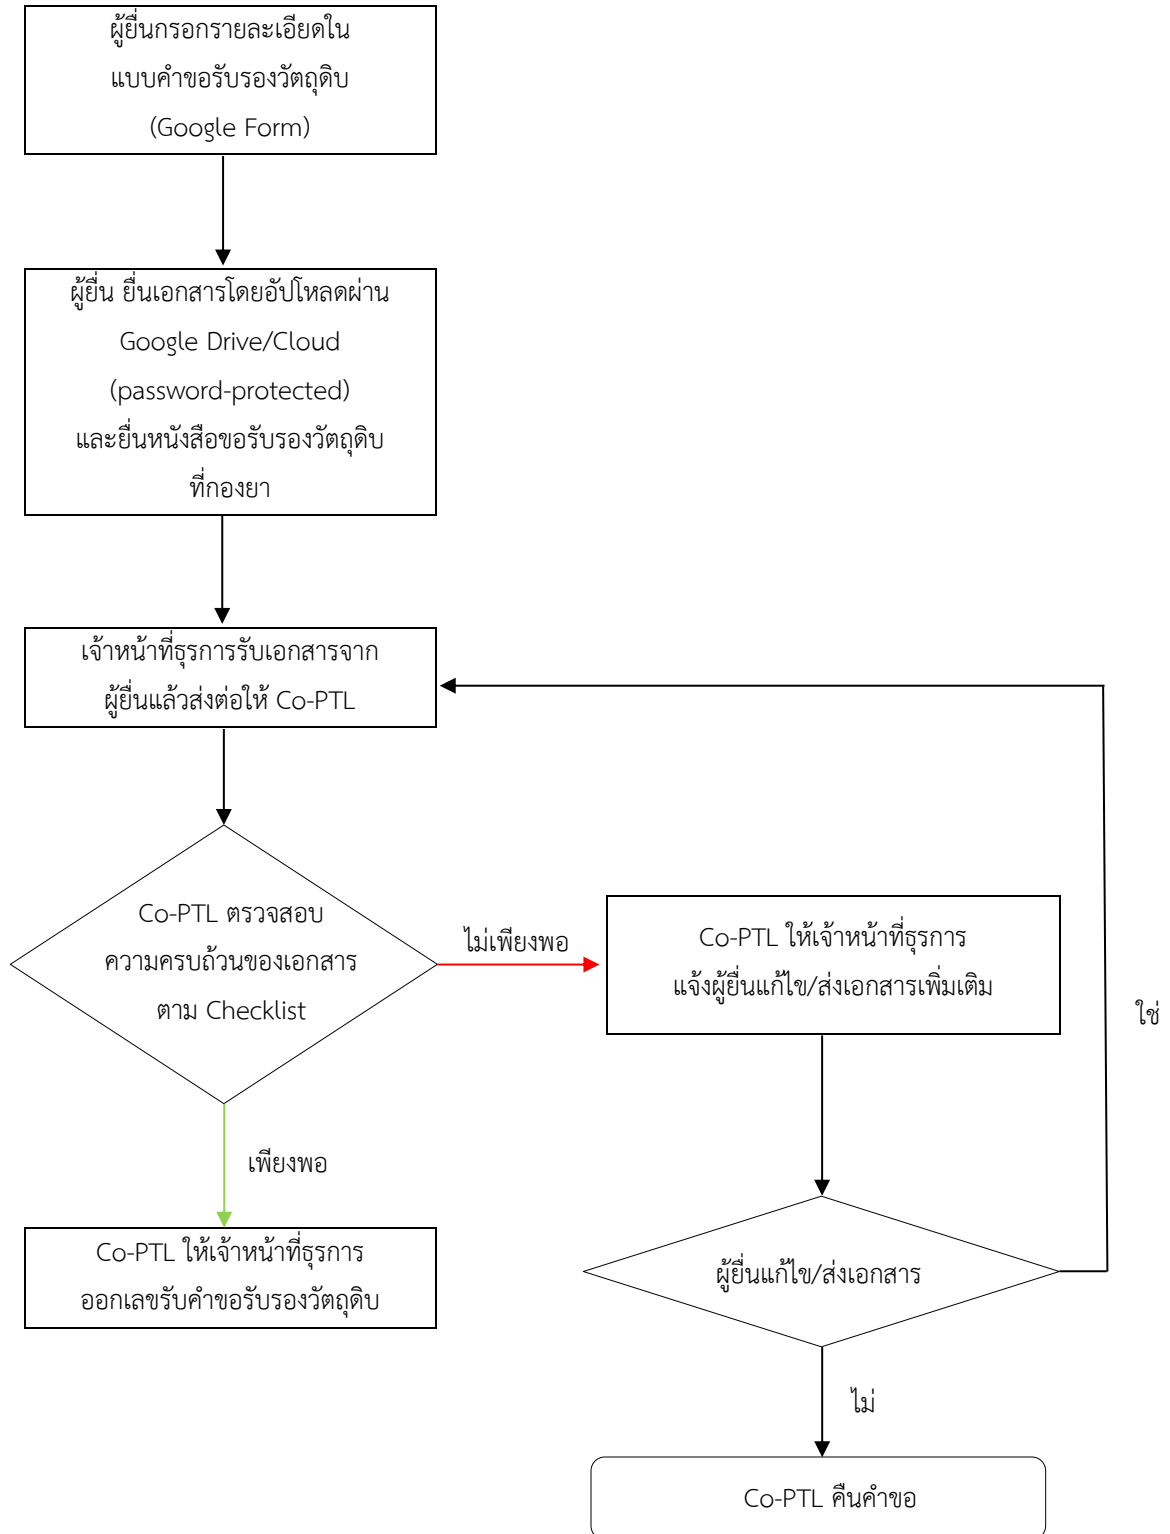 ผู้ยื่นกรอกรายละเอียดใน
แบบคำขอรับรองวัตถุดิบ
(Google Form)
ผู้ยื่น ยื่นเอกสารโดยอัปโหลดผ่าน
Google Drive/Cloud
(password-protected)
และยื่นหนังสือขอรับรองวัตถุดิบ
ที่กองยา
เจ้าหน้าที่ธุรการรับเอกสารจาก
ผู้ยื่นแล้วส่งต่อให้ Co-PTL
Co-PTL ตรวจสอบ
ความครบถ้วนของเอกสาร
ตาม Checklist
ไม่เพียงพอ
Co-PTL ให้เจ้าหน้าที่ธุรการ
แจ้งผู้ยื่นแก้ไข/ส่งเอกสารเพิ่มเติม
ใช่
เพียงพอ
Co-PTL ให้เจ้าหน้าที่ธุรการ
ออกเลขรับคำขอรับรองวัตถุดิบ
ผู้ยื่นแก้ไข/ส่งเอกสาร
ไม่
Co-PTL คืนคำขอ